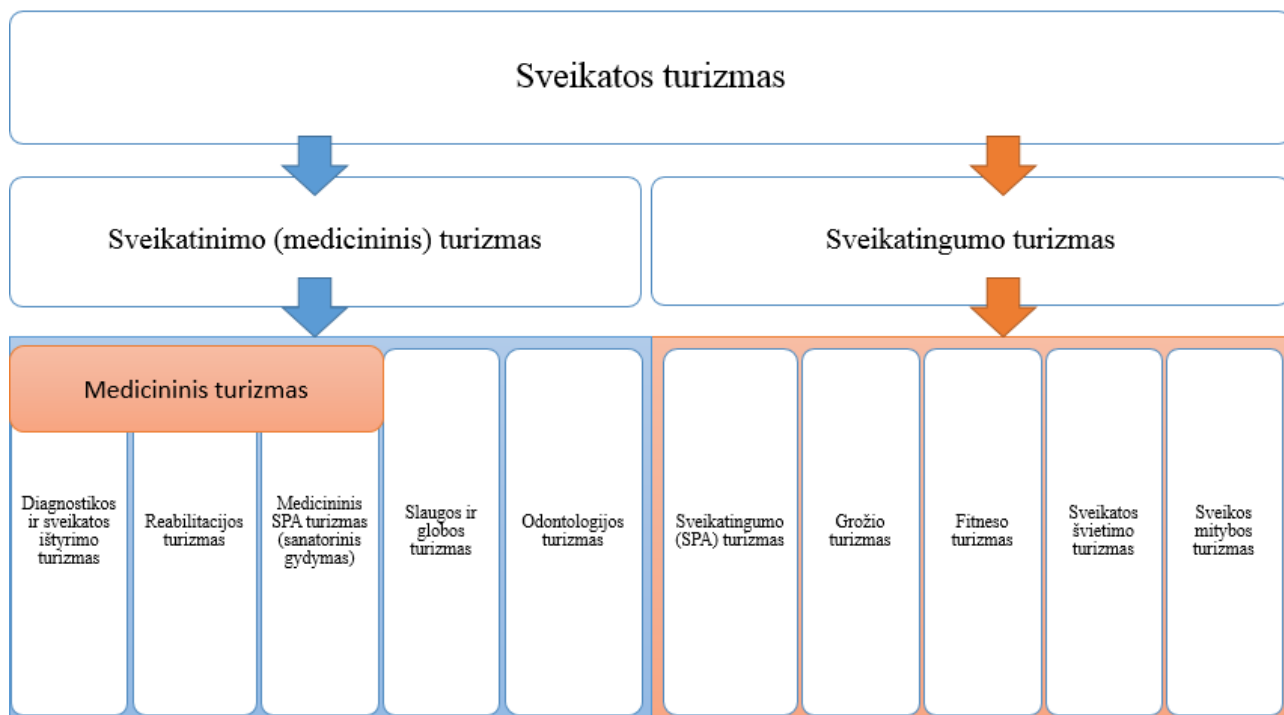 Sveikatos turizmas
Sveikatinimo (medicininis) turizmas
Sveikatingumo turizmas
Medicininis turizmas
Diagnostikos
ir sveikatos
ištyrimo
turizmas
Reabilitacijos
turizmas
Medicininis
SPA turizmas
(sanatorinis
gydymas)
Slaugos ir
globos
turizmas
Odontologijos
turizmas
Sveikatingumo
(SPA) turizmas
Grožio
turizmas
Fitneso
turizmas
Sveikatos
švietimo
turizmas
Sveikos
mitybos
turizmas